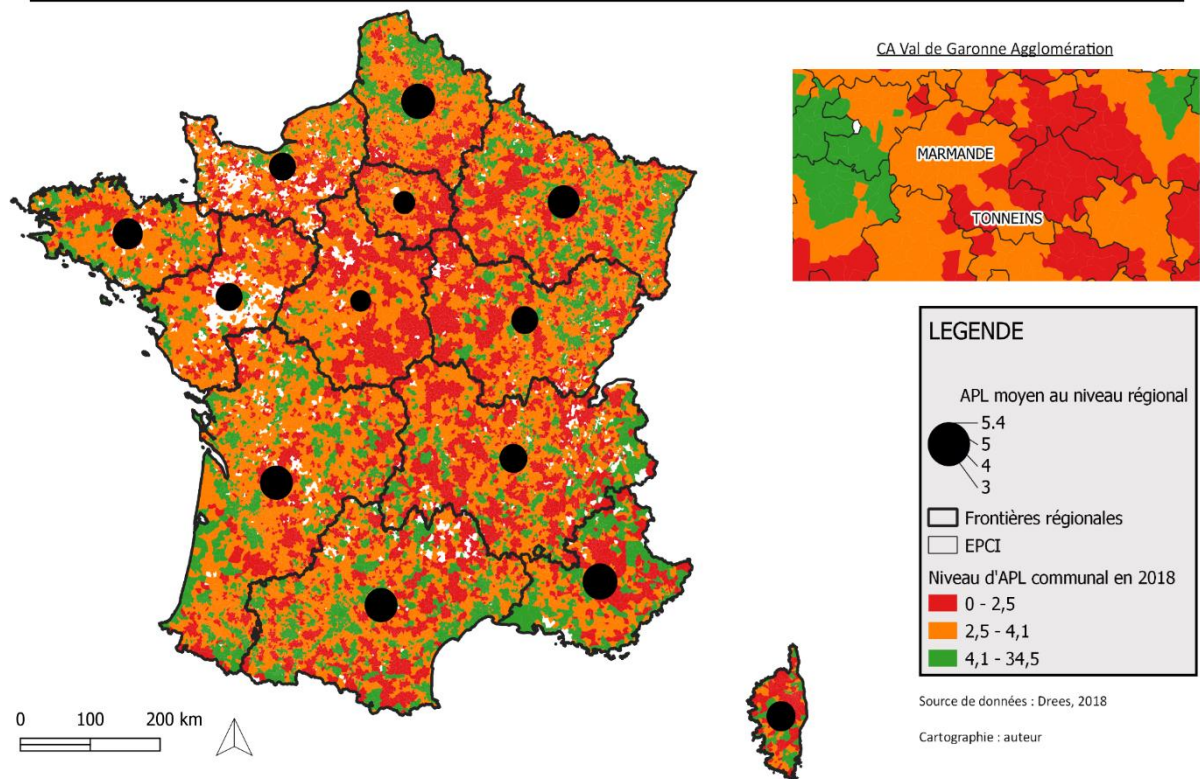 CA Val de Garonne Agglomération
MARMANDE
TONNEINS
LEGENDE
APL moyen au niveau régional
5.4
5
4
3
Frontières régionales
EPCI
Niveau d'APL communal en 2018
0 - 2,5
2,5 - 4,1
4,1 - 34,5
Source de données : Drees, 2018
Cartographie : auteur
0 100 200 km